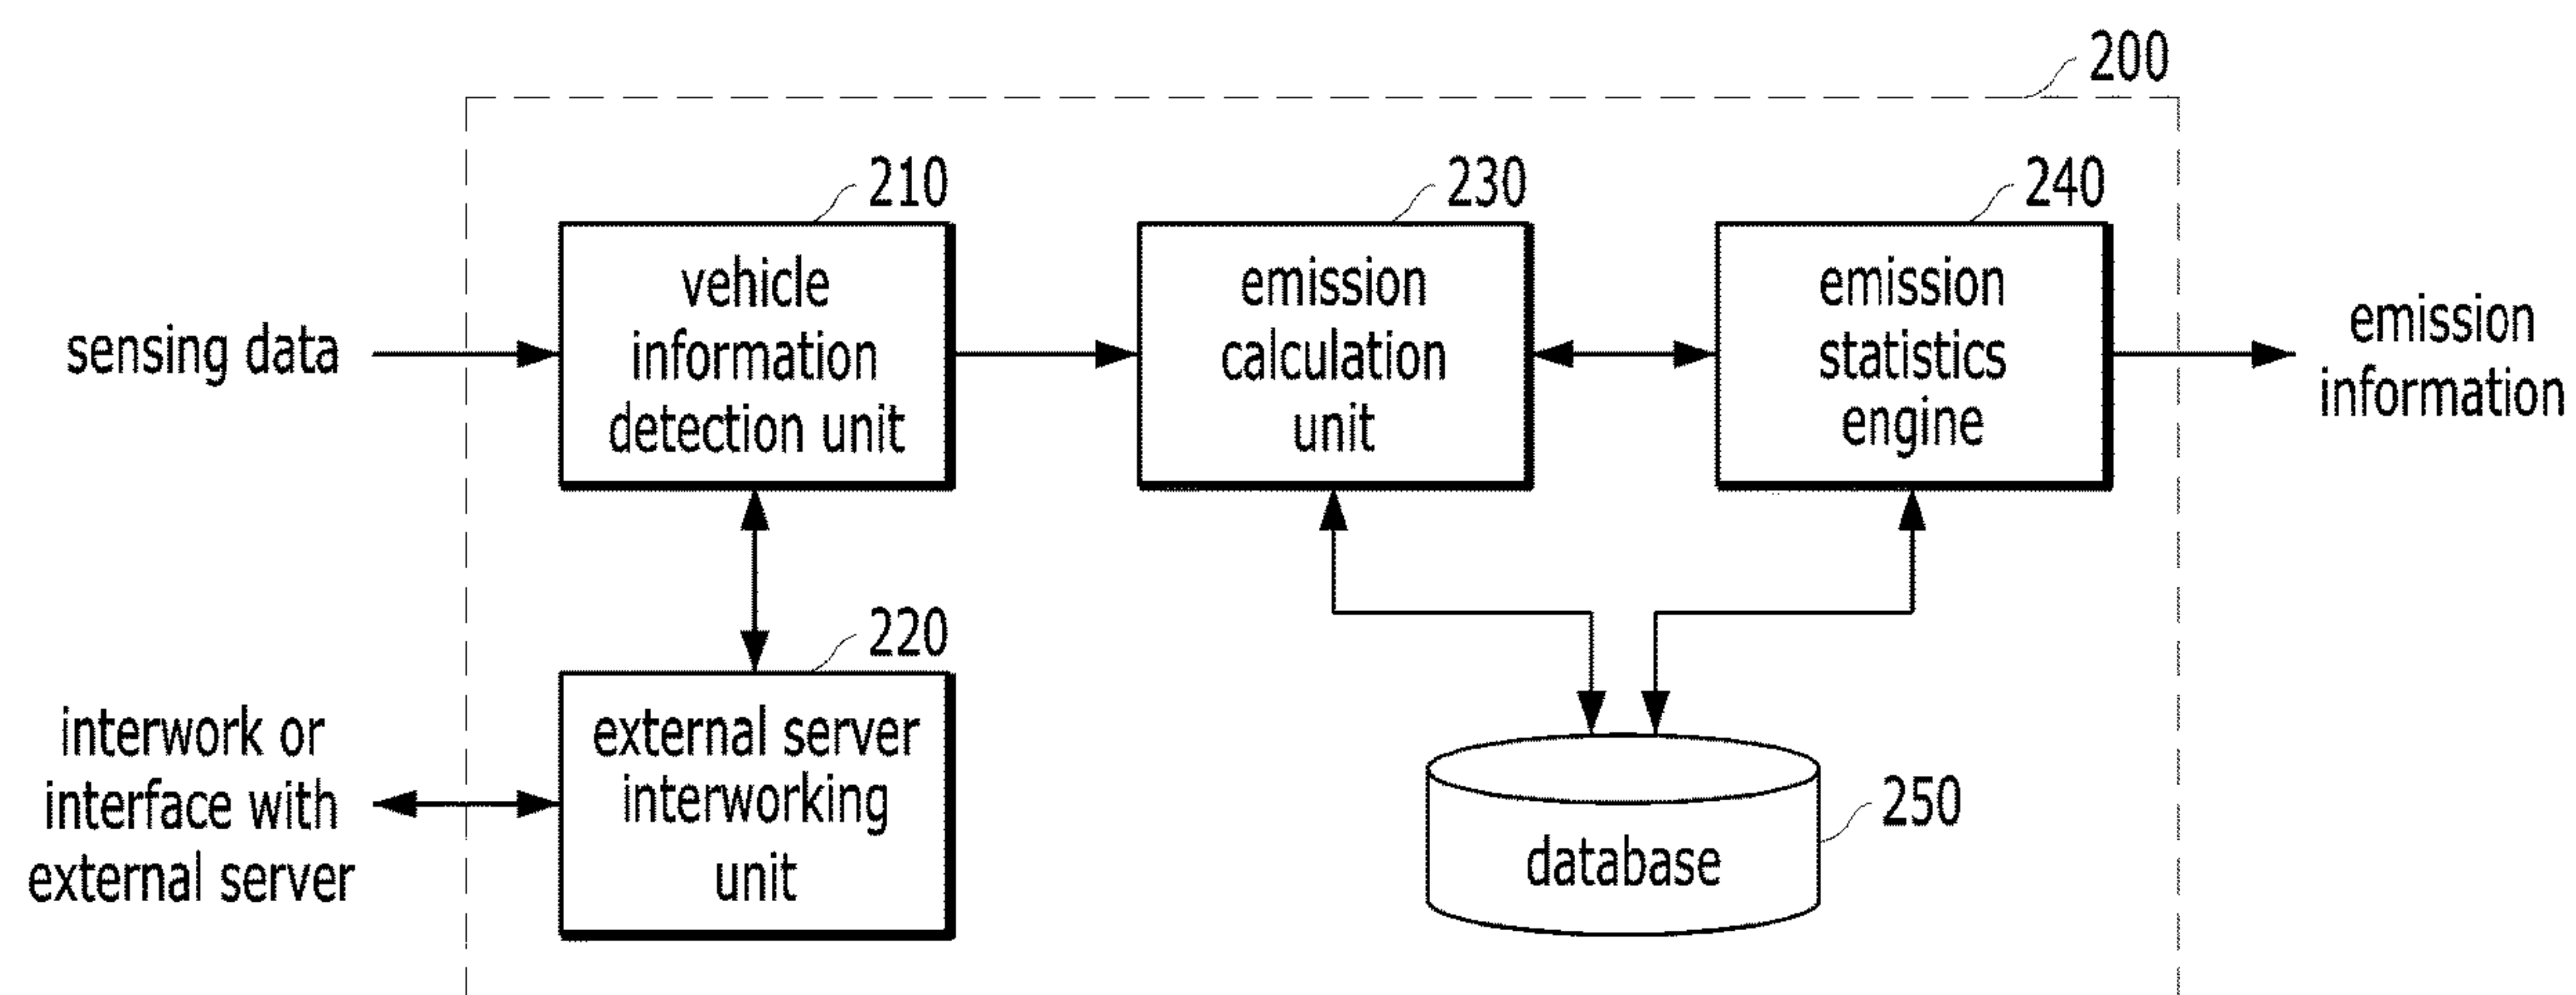 200
210
230
240
vehicle
information
detection unit
emission
calculation
unit
emission
statistics
engine
sensing data
emission
information
220
external server
interworking
unit
interwork or
interface with
external server
250
database